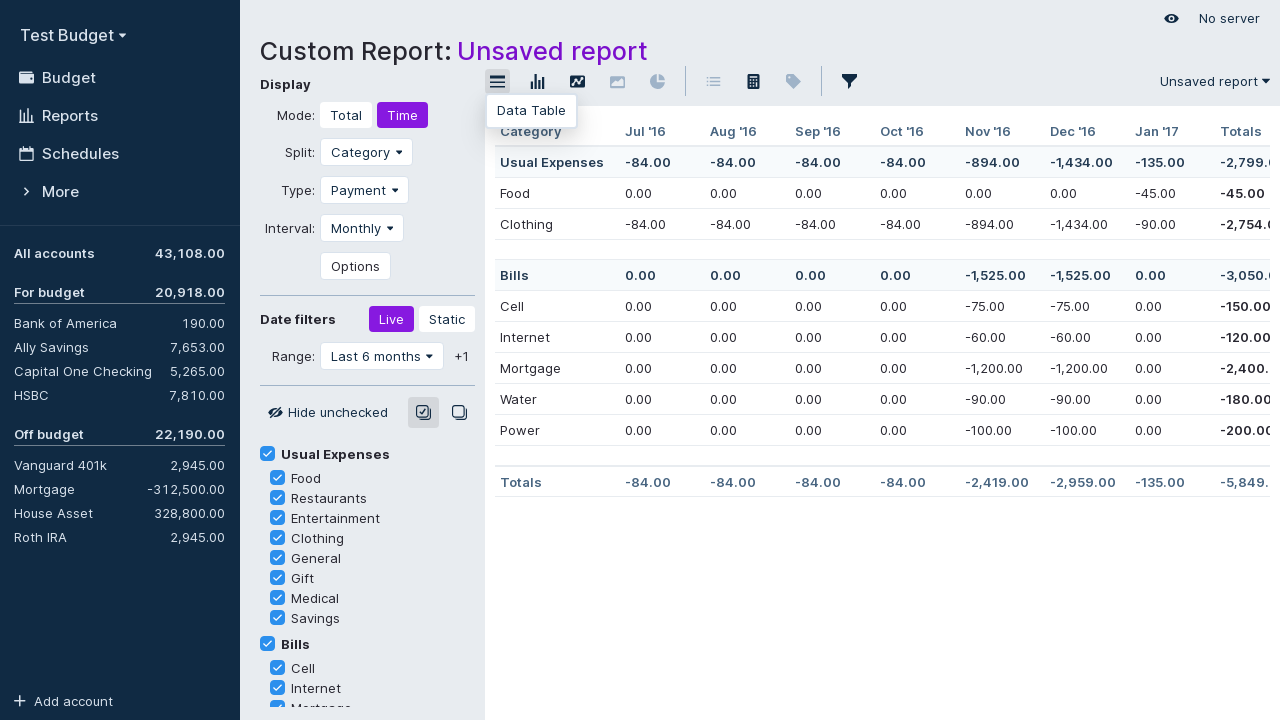 Test Budget
Budget
Reports
Schedules
More
All accounts 43,108.00
For budget 20,918.00
Bank of America 190.00
Ally Savings 7,653.00
Capital One Checking 5,265.00
HSBC 7,810.00
Off budget 22,190.00
Vanguard 401k 2,945.00
Mortgage -312,500.00
House Asset 328,800.00
Roth IRA 2,945.00
Add account
No server
Custom Report: Unsaved report
Display
Mode: Total Time
Split: Category
Type: Payment
Interval: Monthly
Options
Date filters Live Static
Range: Last 6 months +1
Hide unchecked
Usual Expenses
Food
Restaurants
Entertainment
Clothing
General
Gift
Medical
Savings
Bills
Cell
Internet
Mortgage
Unsaved report
Data Table
Category Jul '16 Aug '16 Sep '16 Oct '16 Nov '16 Dec '16 Jan '17 Totals
Usual Expenses -84.00 -84.00 -84.00 -84.00 -894.00 -1,434.00 -135.00 -2,799.0
Food 0.00 0.00 0.00 0.00 0.00 0.00 -45.00 -45.00
Clothing -84.00 -84.00 -84.00 -84.00 -894.00 -1,434.00 -90.00 -2,754.0
Bills 0.00 0.00 0.00 0.00 -1,525.00 -1,525.00 0.00 -3,050.0
Cell 0.00 0.00 0.00 0.00 -75.00 -75.00 0.00 -150.00
Internet 0.00 0.00 0.00 0.00 -60.00 -60.00 0.00 -120.00
Mortgage 0.00 0.00 0.00 0.00 -1,200.00 -1,200.00 0.00 -2,400.
Water 0.00 0.00 0.00 0.00 -90.00 -90.00 0.00 -180.00
Power 0.00 0.00 0.00 0.00 -100.00 -100.00 0.00 -200.00
Totals -84.00 -84.00 -84.00 -84.00 -2,419.00 -2,959.00 -135.00 -5,849.